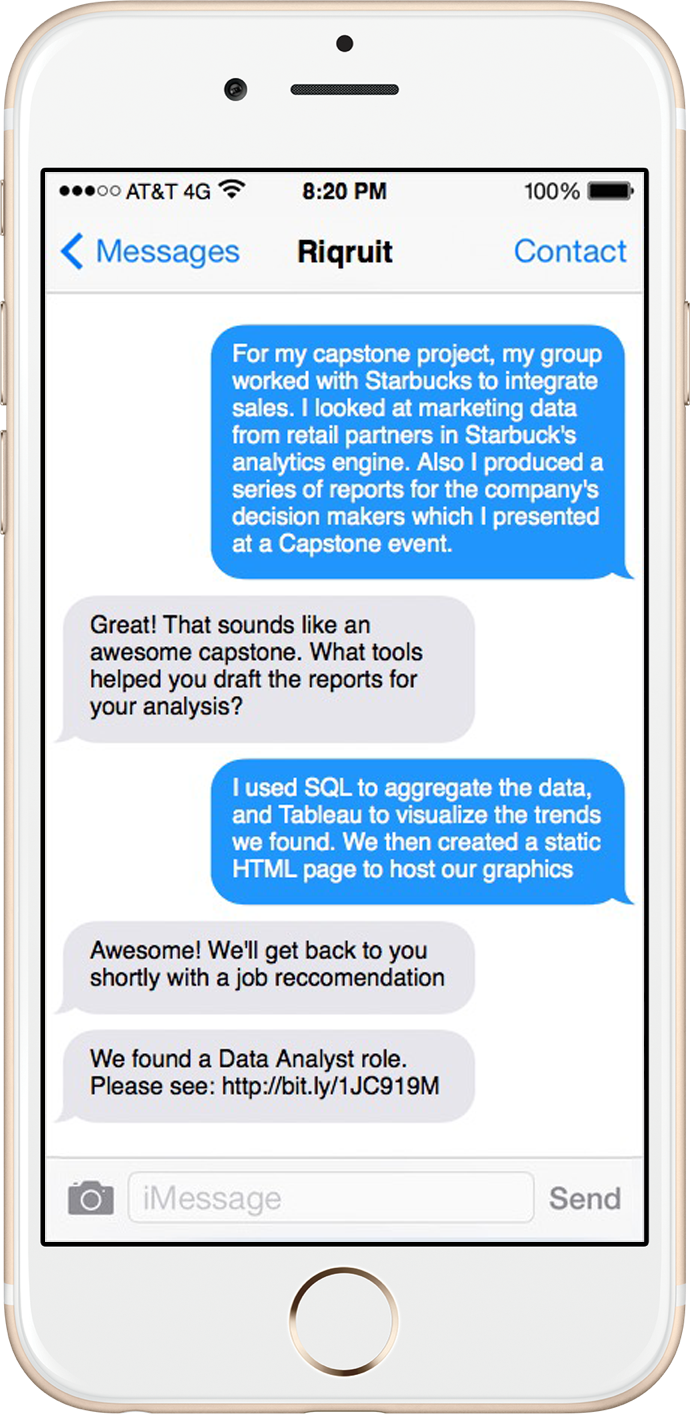 AT&T 4G 8:20 PM 100%
Messages Riqruit Contact
For my capstone project, my group
worked with Starbucks to integrate
sales. I looked at marketing data
from retail partners in Starbuck's
analytics engine. Also I produced a
series of reports for the company's
decision makers which I presented
at a Capstone event.
Great! That sounds like an
awesome capstone. What tools
helped you draft the reports for
your analysis?
I used SQL to aggregate the data,
and Tableau to visualize the trends
we found. We then created a static
HTML page to host our graphics
Awesome! We'll get back to you
shortly with a job reccomendation
We found a Data Analyst role.
Please see: http://bit.ly/1JC919M
iMessage Send